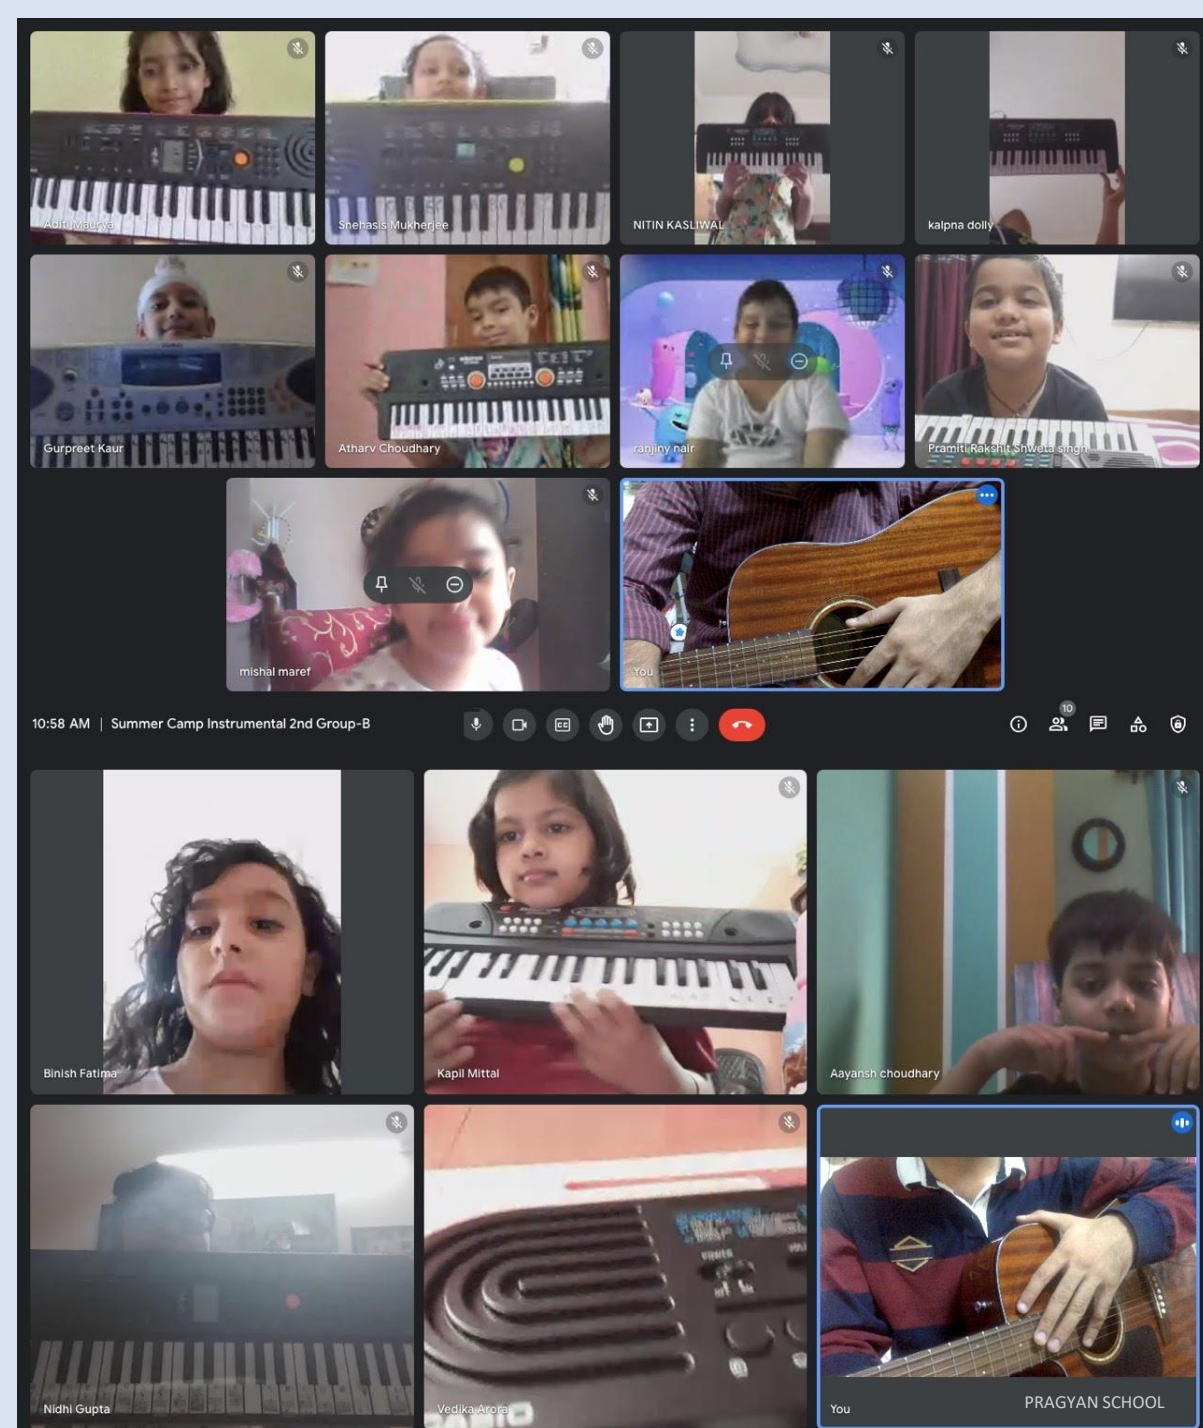 Aditi Maurya
Snehasis Mukherjee
NITIN KASLIWAL
kalpna dolly
Gurpreet Kaur
Atharv Choudhary
ranjiny nair
Pramiti Rakshit Shweta singh
mishal maref
You
10:58 AM | Summer Camp Instrumental 2nd Group-B
10
Binish Fatima
Kapil Mittal
Aayansh choudhary
Nidhi Gupta
Vedika Arora
You
PRAGYAN SCHOOL